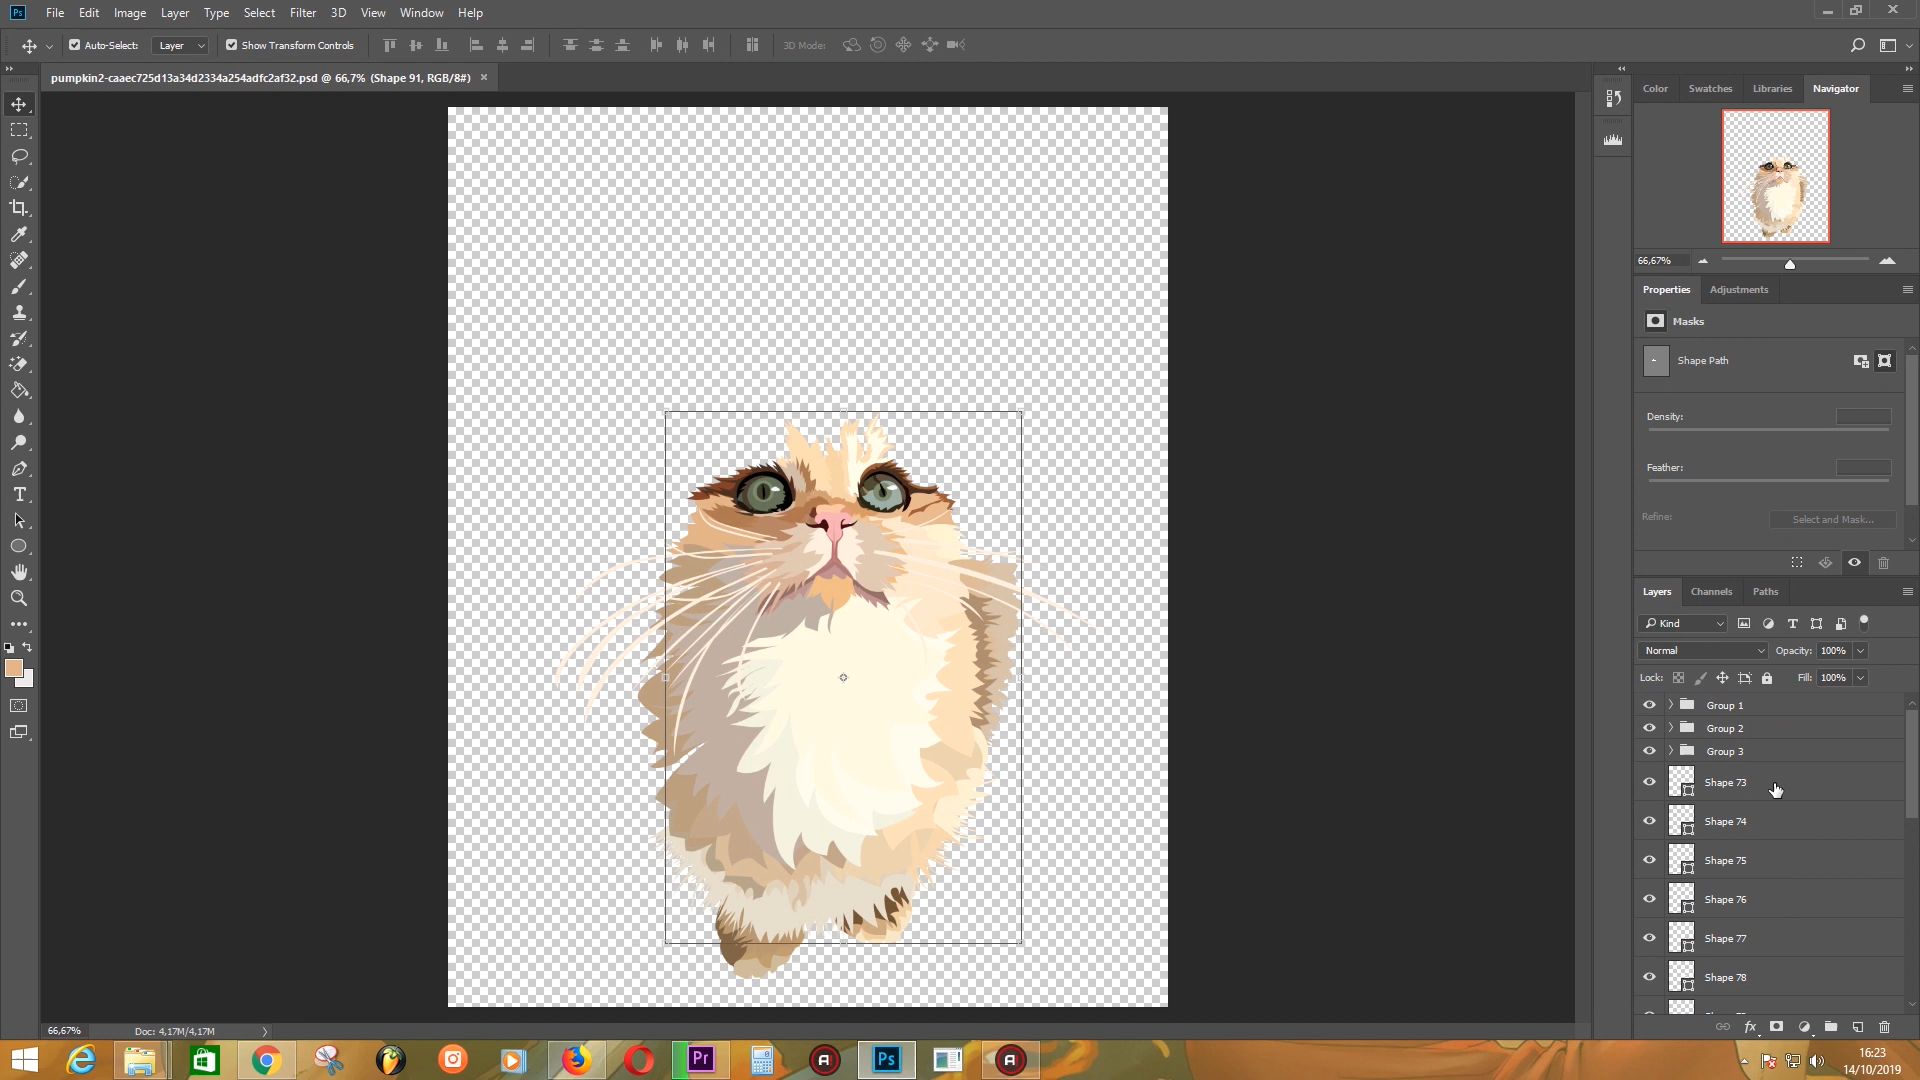 Ps File Edit Image Layer Type Select Filter 3D View Window Help
Auto-Select: Layer Show Transform Controls 3D Mode:
pumpkin2-caaec725d13a34d2334a254adfc2af32.psd @ 66,7% (Shape 91, RGB/8#) ×
Color Swatches Libraries Navigator
66,67%
Properties Adjustments
Masks
Shape Path
Density:
Feather:
Refine: Select and Mask...
Layers Channels Paths
Kind
Normal Opacity: 100%
Lock: Fill: 100%
Group 1
Group 2
Group 3
Shape 73
Shape 74
Shape 75
Shape 76
Shape 77
Shape 78
66,67% Doc: 4,17M/4,17M
Pr Ps
16:23
14/10/2019